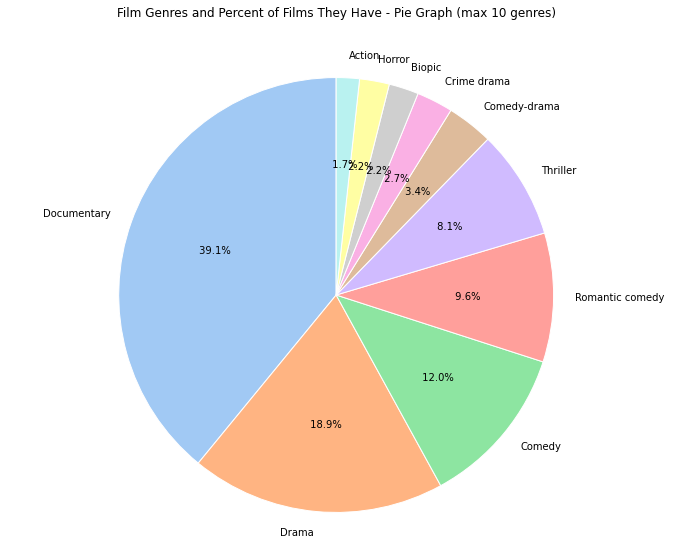 Film Genres and Percent of Films They Have - Pie Graph (max 10 genres)
Action
Horror
Biopic
Crime drama
Comedy-drama
Thriller
Romantic comedy
Comedy
Drama
Documentary
1.7%
2.2%
2.2%
2.7%
3.4%
8.1%
9.6%
12.0%
18.9%
39.1%